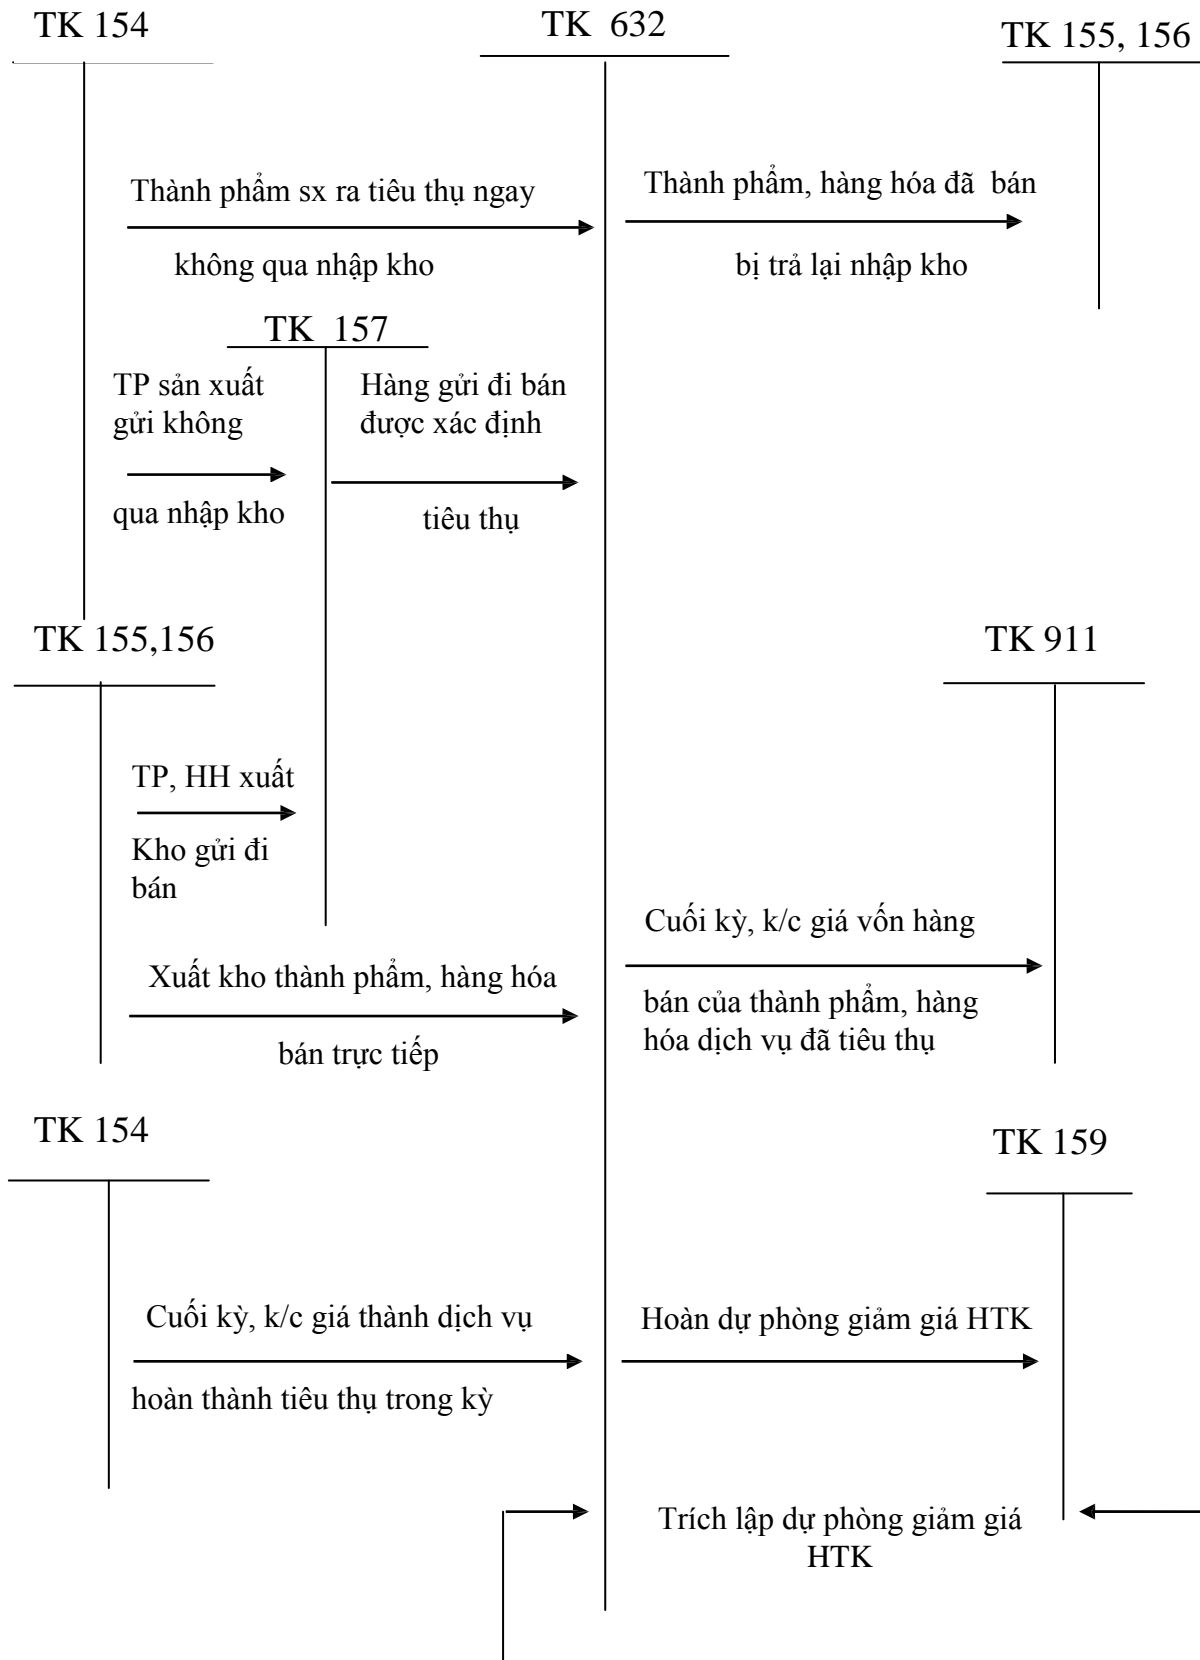 TK 154
TK 632
TK 155, 156
Thành phẩm sx ra tiêu thụ ngay
không qua nhập kho
Thành phẩm, hàng hóa đã bán
bị trả lại nhập kho
TK 157
TP sản xuất
gửi không
qua nhập kho
Hàng gửi đi bán
được xác định
tiêu thụ
TK 155,156
TK 911
TP, HH xuất
Kho gửi đi
bán
Cuối kỳ, k/c giá vốn hàng
bán của thành phẩm, hàng
hóa dịch vụ đã tiêu thụ
Xuất kho thành phẩm, hàng hóa
bán trực tiếp
TK 154
TK 159
Cuối kỳ, k/c giá thành dịch vụ
hoàn thành tiêu thụ trong kỳ
Hoàn dự phòng giảm giá HTK
Trích lập dự phòng giảm giá
HTK